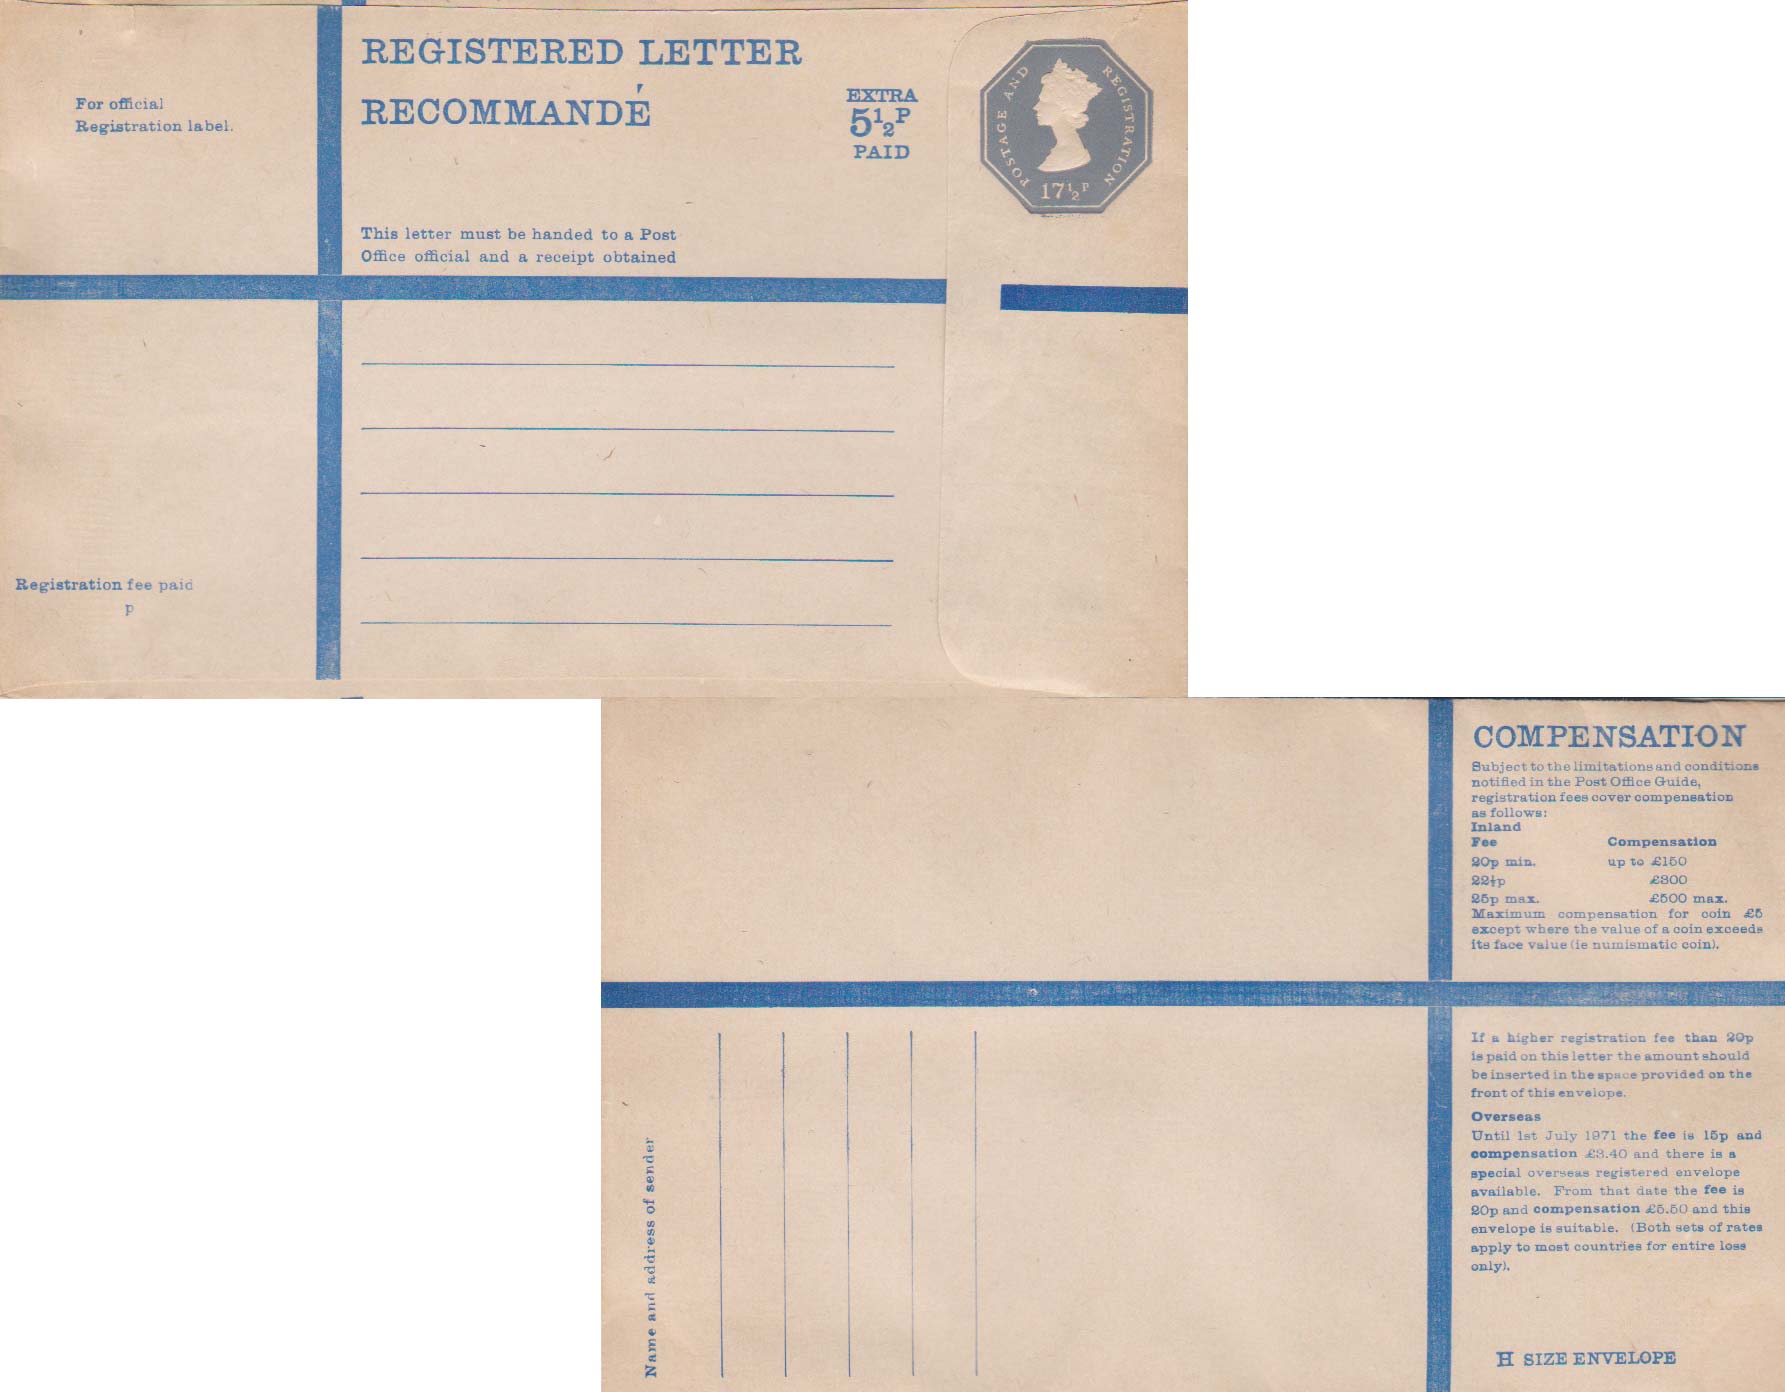 For official
Registration label.
REGISTERED LETTER
RECOMMANDÉ
EXTRA
5½P
PAID
POSTAGE AND REGISTRATION
17½P
This letter must be handed to a Post
Office official and a receipt obtained
Registration fee paid
p
COMPENSATION
Subject to the limitations and conditions
notified in the Post Office Guide,
registration fees cover compensation
as follows:
Inland
Fee Compensation
20p min. up to £150
22½p £300
25p max. £500 max.
Maximum compensation for coin £5
except where the value of a coin exceeds
its face value (ie numismatic coin).
If a higher registration fee than 20p
is paid on this letter the amount should
be inserted in the space provided on the
front of this envelope.
Overseas
Until 1st July 1971 the fee is 15p and
compensation £3.40 and there is a
special overseas registered envelope
available. From that date the fee is
20p and compensation £5.50 and this
envelope is suitable. (Both sets of rates
apply to most countries for entire loss
only).
H SIZE ENVELOPE
Name and address of sender